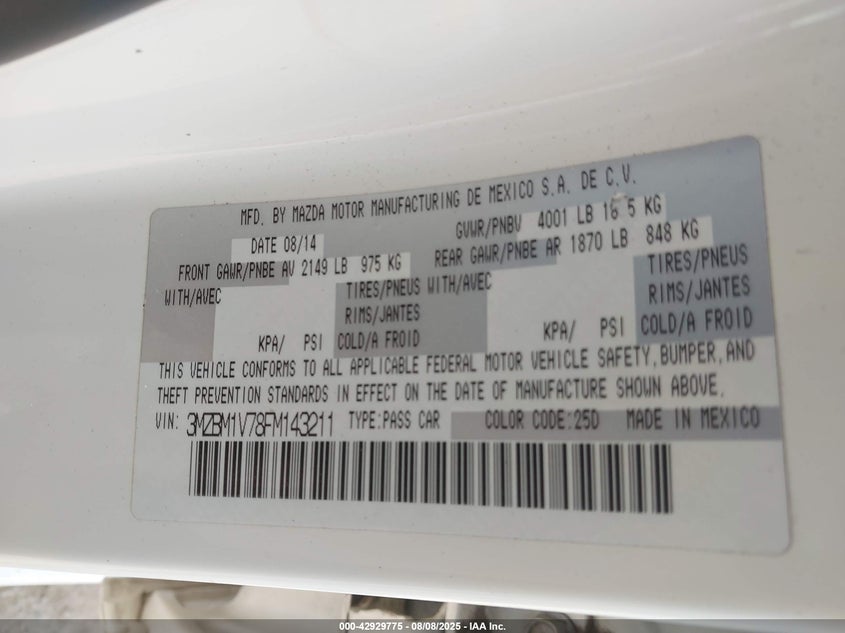 MFD. BY MAZDA MOTOR MANUFACTURING DE MEXICO S.A. DE C.V.
DATE 08/14 GVWR/PNBV 4001 LB 18 5 KG
FRONT GAWR/PNBE AV 2149 LB 975 KG REAR GAWR/PNBE AR 1870 LB 848 KG
WITH/AVEC TIRES/PNEUS WITH/AVEC TIRES/PNEUS
RIMS/JANTES RIMS/JANTES
KPA/ PSI COLD/A FROID KPA/ PSI COLD/A FROID
THIS VEHICLE CONFORMS TO ALL APPLICABLE FEDERAL MOTOR VEHICLE SAFETY, BUMPER, AND
THEFT PREVENTION STANDARDS IN EFFECT ON THE DATE OF MANUFACTURE SHOWN ABOVE.
VIN: 3MZBM1V78FM143211 TYPE:PASS CAR COLOR CODE:25D MADE IN MEXICO
000-42929775 - 08/08/2025 - IAA Inc.